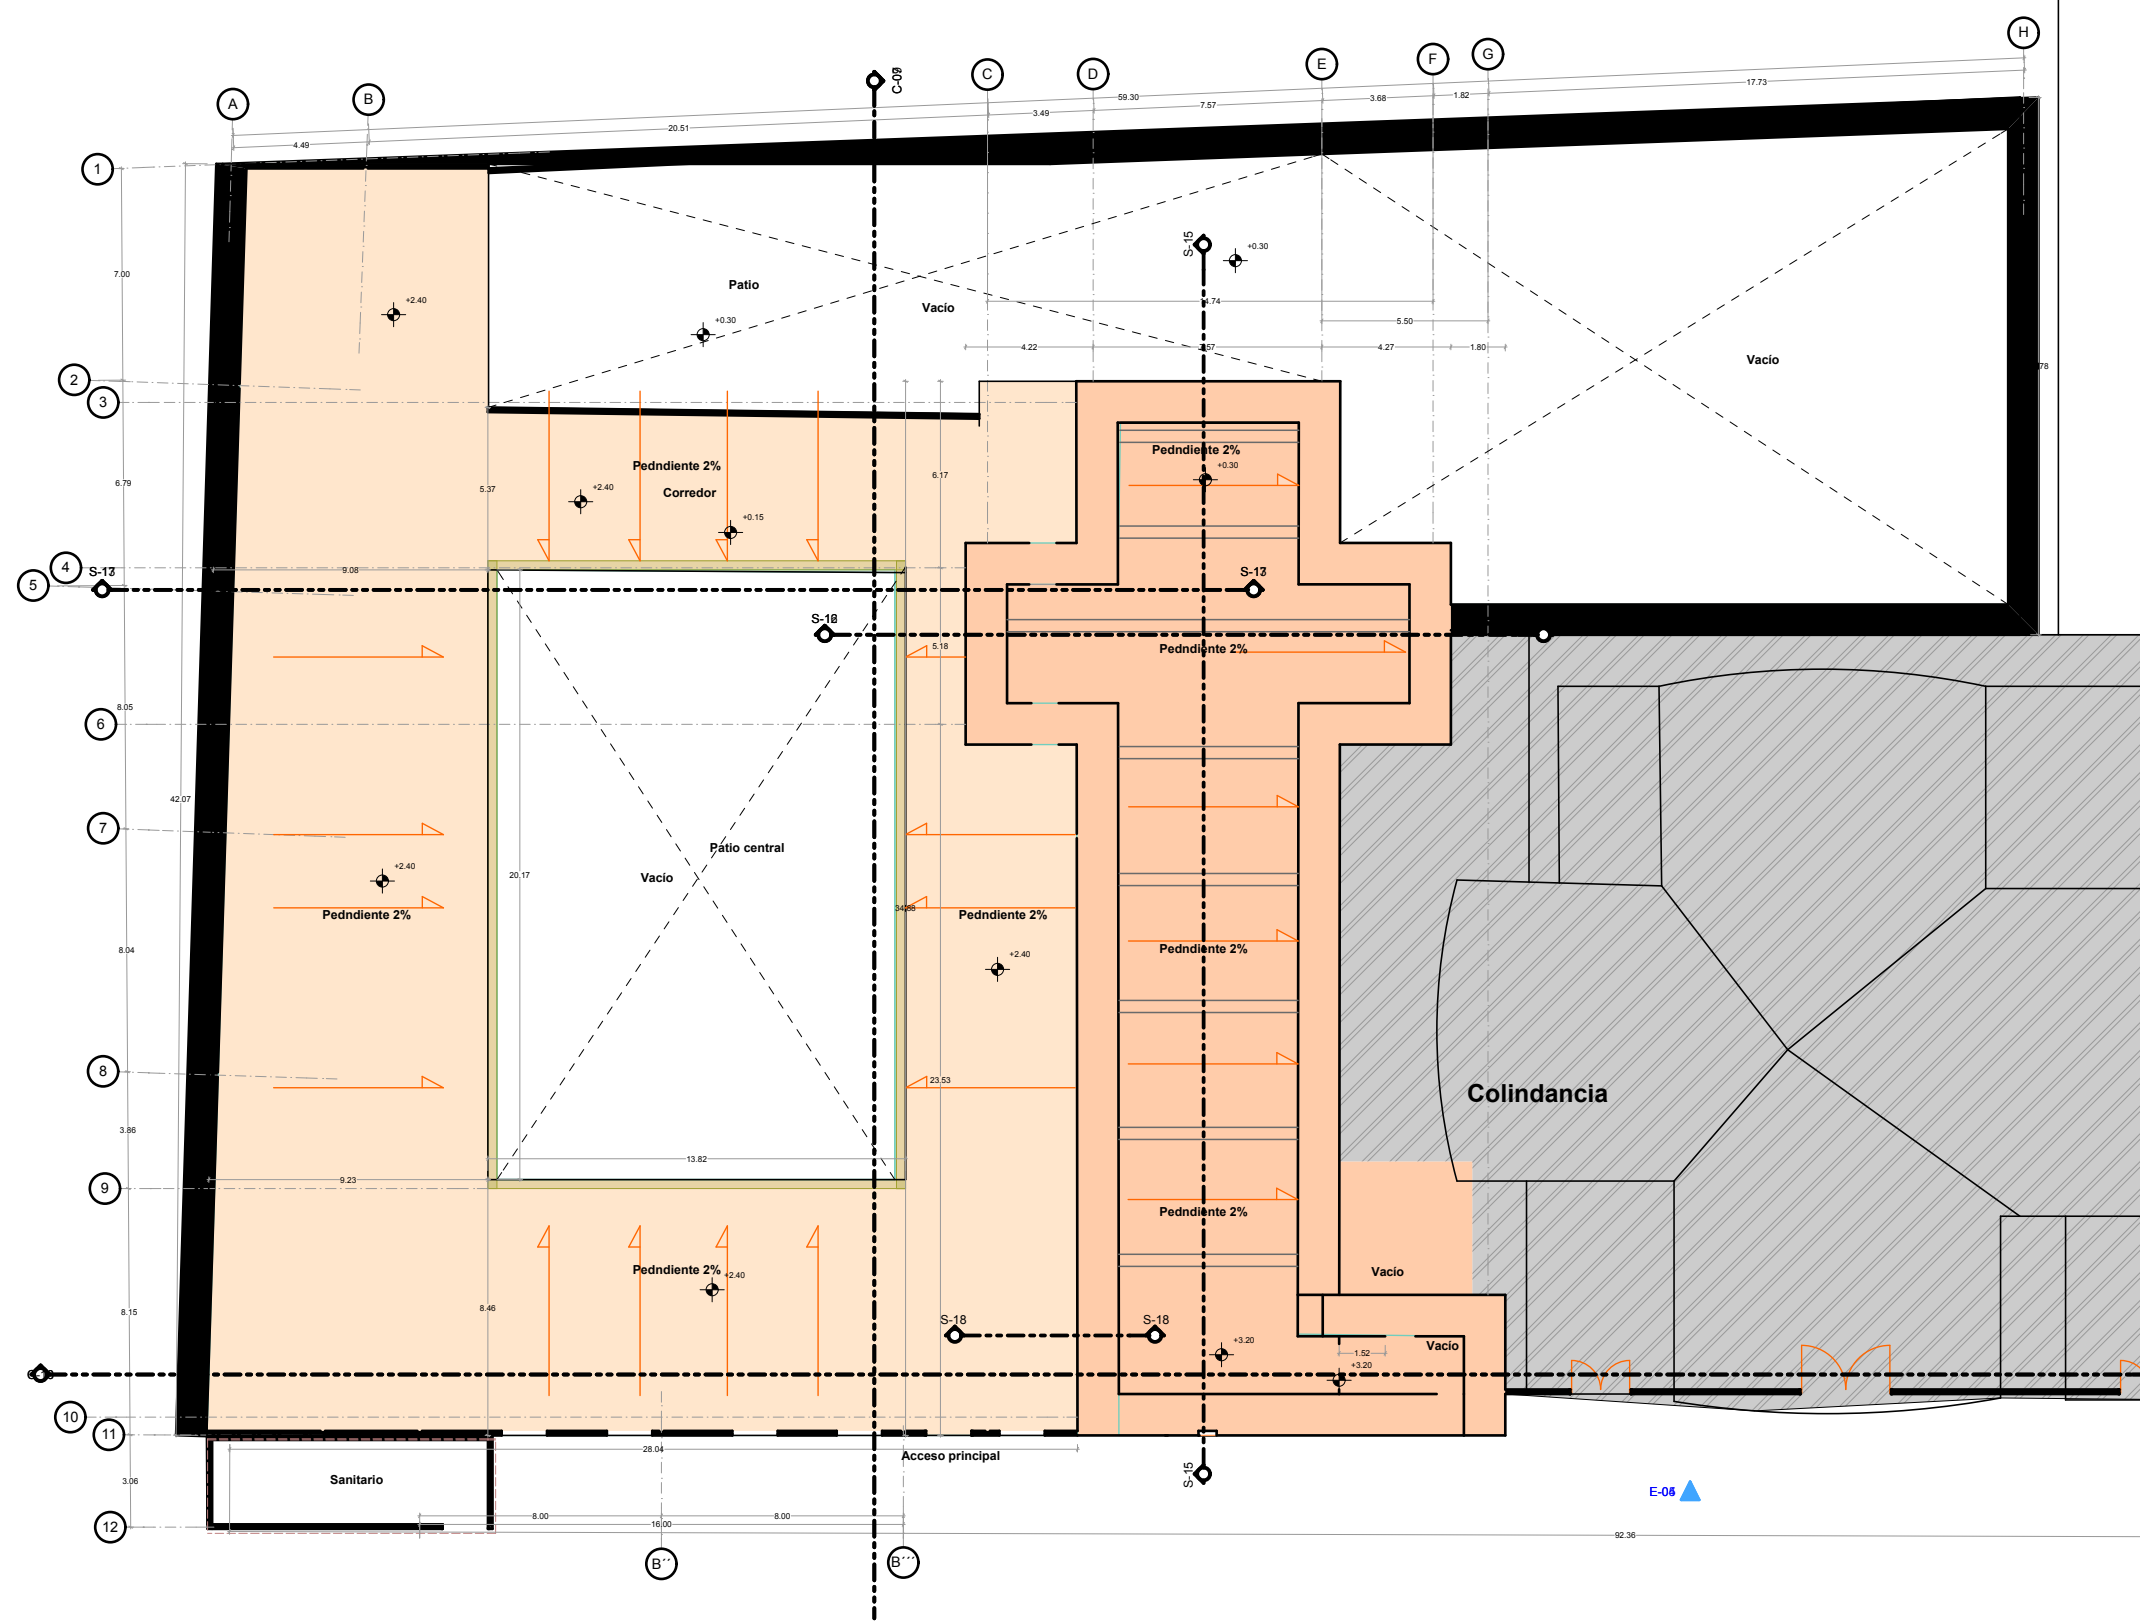 H
G
F
E
D
C
C-09
B
A
17.73
1.82
3.68
59.30
7.57
3.49
20.51
4.49
1
7.00
S-15
+0.30
Patio
Vacío
+2.40
14.74
+0.30
5.50
4.22
7.57
4.27
1.80
Vacío
2
3
Pedndiente 2%
+0.30
Pedndiente 2%
6.17
6.79
5.37
+2.40
Corredor
+0.15
4
9.08
S-17
5
S-16
5.18
Pedndiente 2%
8.05
6
42.07
7
Patio central
20.17
Vacío
+2.40
Pedndiente 2%
34.88
Pedndiente 2%
8.04
Pedndiente 2%
+2.40
8
23.53
Colindancia
3.86
13.82
9
9.23
Pedndiente 2%
Pedndiente 2%
+2.40
Vacío
8.15
8.46
S-18
S-18
+3.20
Vacío
1.52
+3.20
10
11
28.04
Acceso principal
Sanitario
3.06
S-15
8.00
8.00
16.00
12
92.36
B´´
B´´´